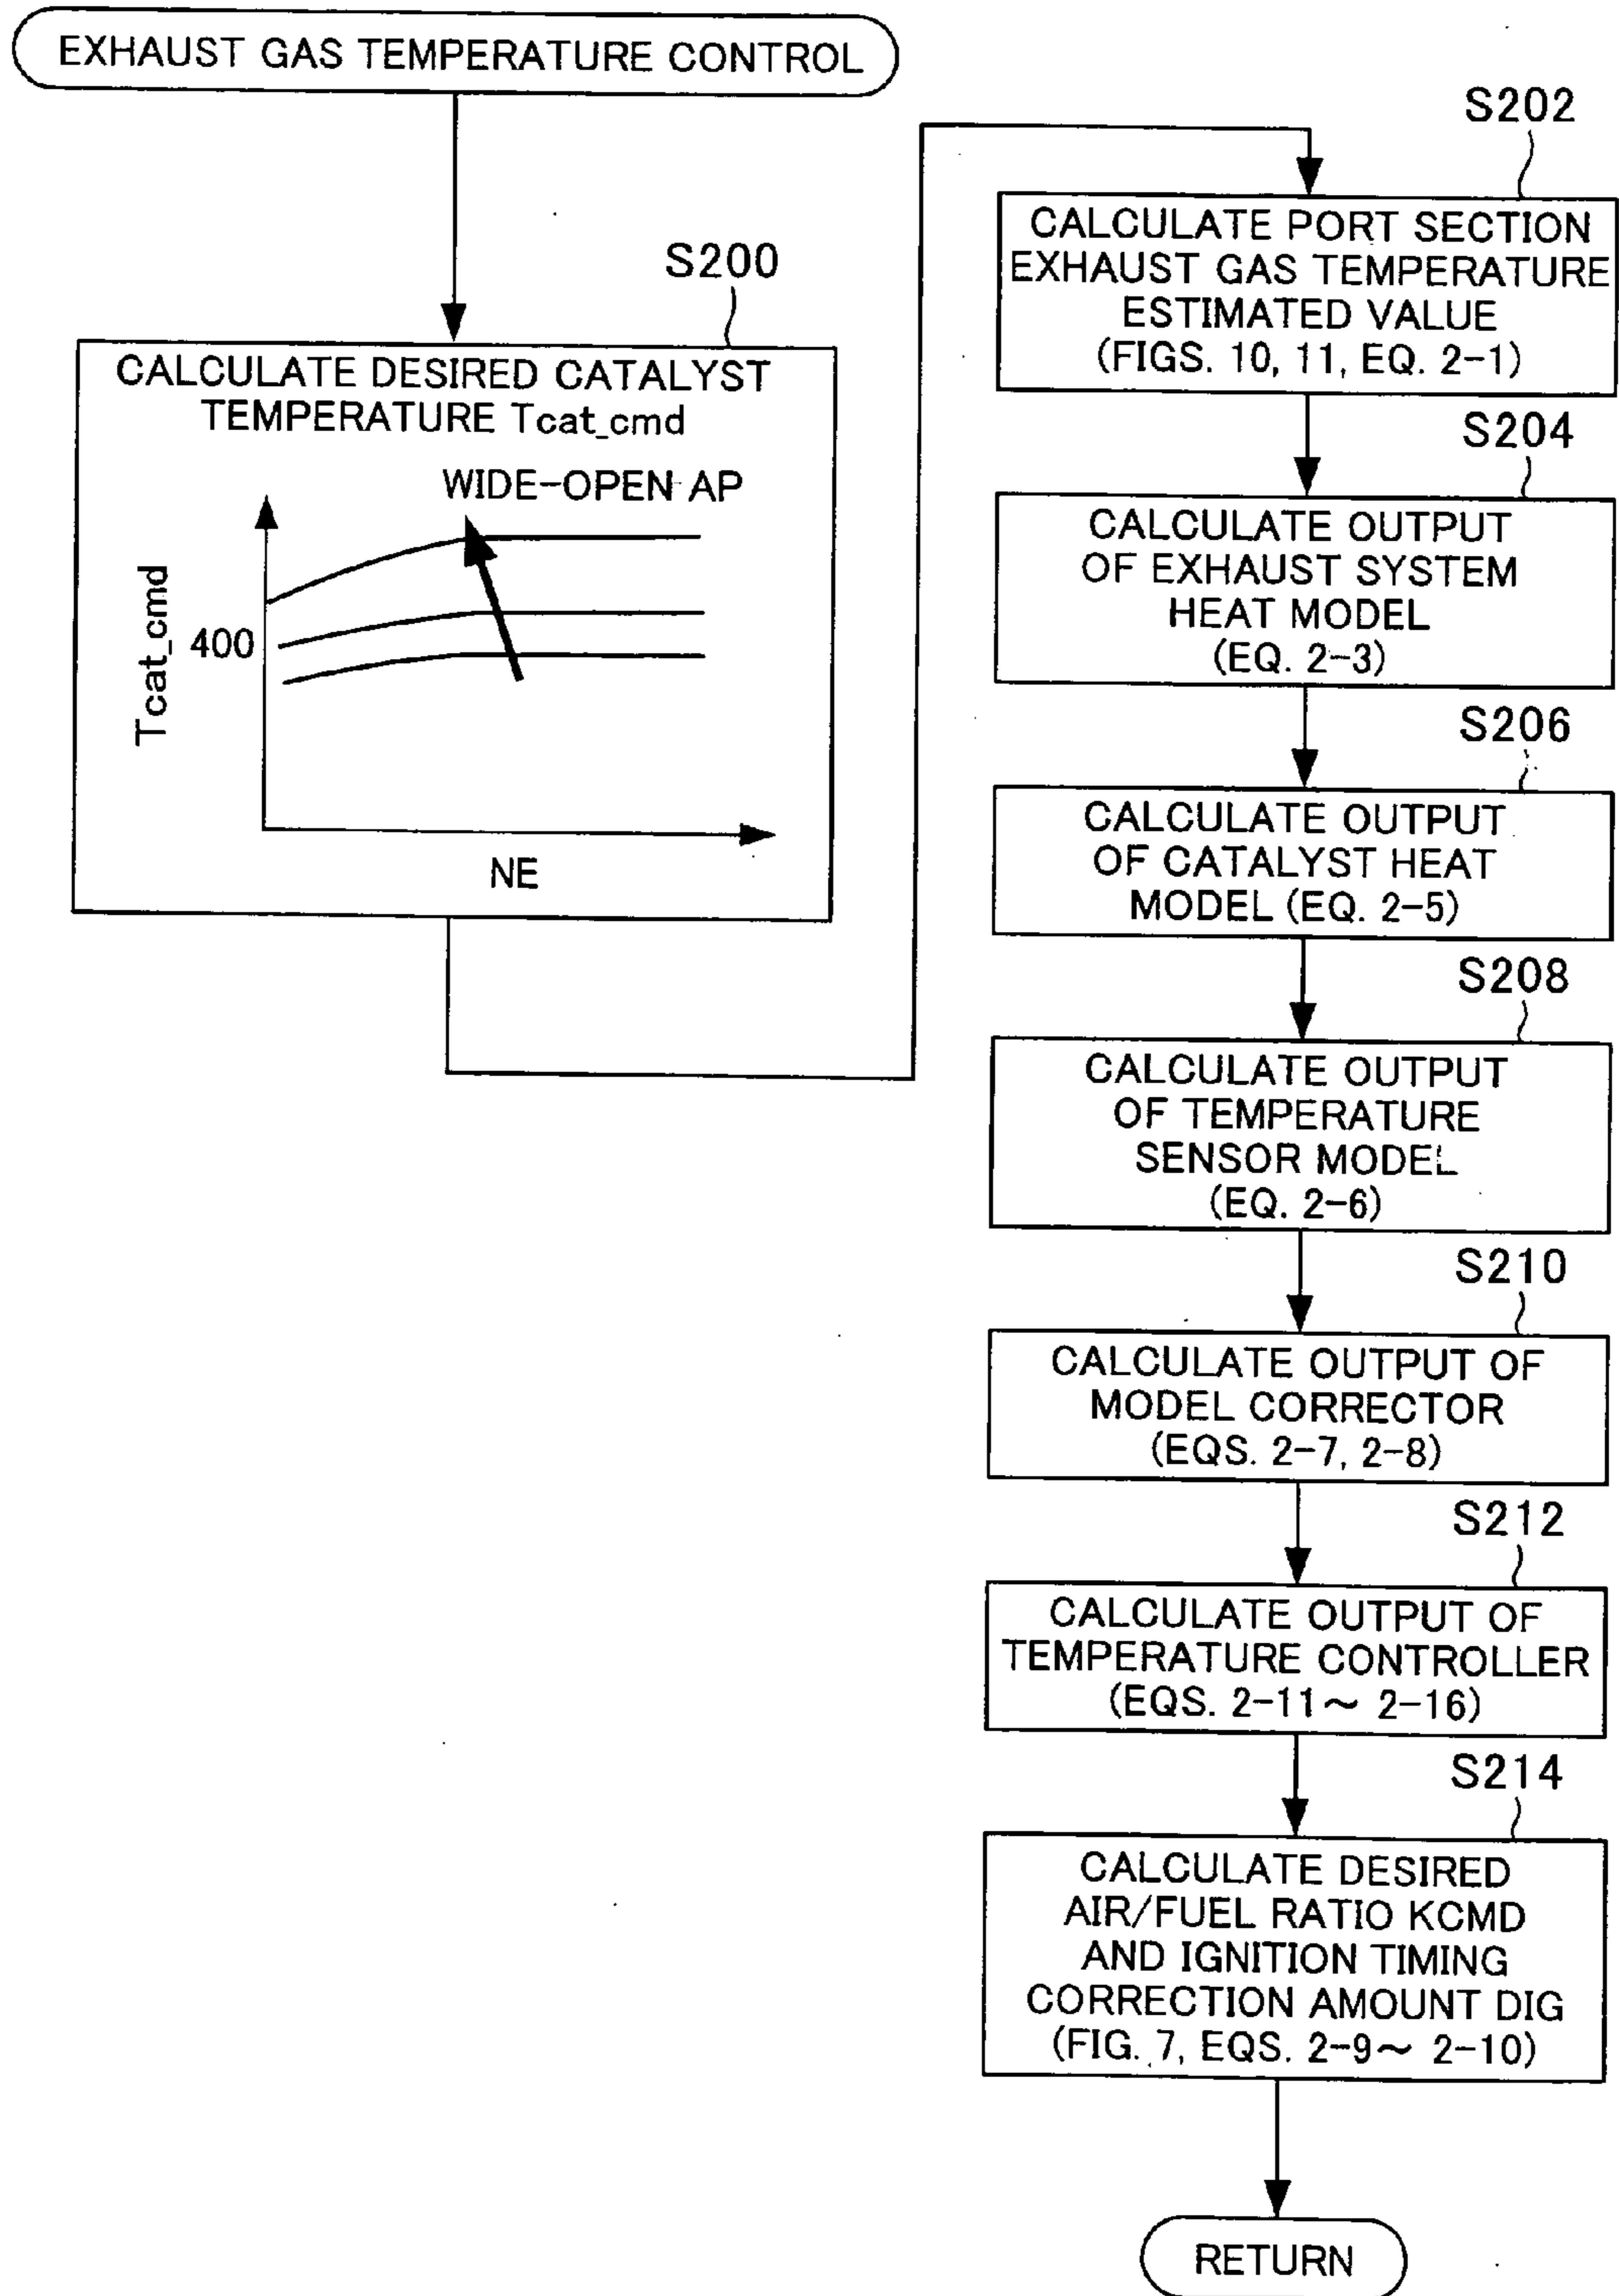 EXHAUST GAS TEMPERATURE CONTROL
S200
CALCULATE DESIRED CATALYST
TEMPERATURE Tcat_cmd
WIDE-OPEN AP
Tcat_cmd
400
NE
S202
CALCULATE PORT SECTION
EXHAUST GAS TEMPERATURE
ESTIMATED VALUE
(FIGS. 10, 11, EQ. 2-1)
S204
CALCULATE OUTPUT
OF EXHAUST SYSTEM
HEAT MODEL
(EQ. 2-3)
S206
CALCULATE OUTPUT
OF CATALYST HEAT
MODEL (EQ. 2-5)
S208
CALCULATE OUTPUT
OF TEMPERATURE
SENSOR MODEL
(EQ. 2-6)
S210
CALCULATE OUTPUT OF
MODEL CORRECTOR
(EQS. 2-7, 2-8)
S212
CALCULATE OUTPUT OF
TEMPERATURE CONTROLLER
(EQS. 2-11~ 2-16)
S214
CALCULATE DESIRED
AIR/FUEL RATIO KCMD
AND IGNITION TIMING
CORRECTION AMOUNT DIG
(FIG. 7, EQS. 2-9~ 2-10)
RETURN